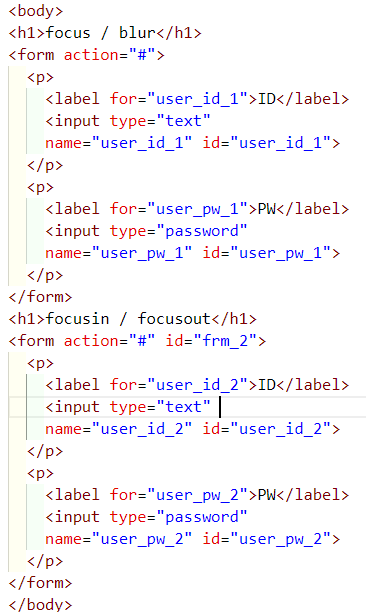 <body>
<h1>focus / blur</h1>
<form action="#">
<p>
<label for="user_id_1">ID</label>
<input type="text"
name="user_id_1" id="user_id_1">
</p>
<p>
<label for="user_pw_1">PW</label>
<input type="password"
name="user_pw_1" id="user_pw_1">
</p>
</form>
<h1>focusin / focusout</h1>
<form action="#" id="frm_2">
<p>
<label for="user_id_2">ID</label>
<input type="text"
name="user_id_2" id="user_id_2">
</p>
<p>
<label for="user_pw_2">PW</label>
<input type="password"
name="user_pw_2" id="user_pw_2">
</p>
</form>
</body>